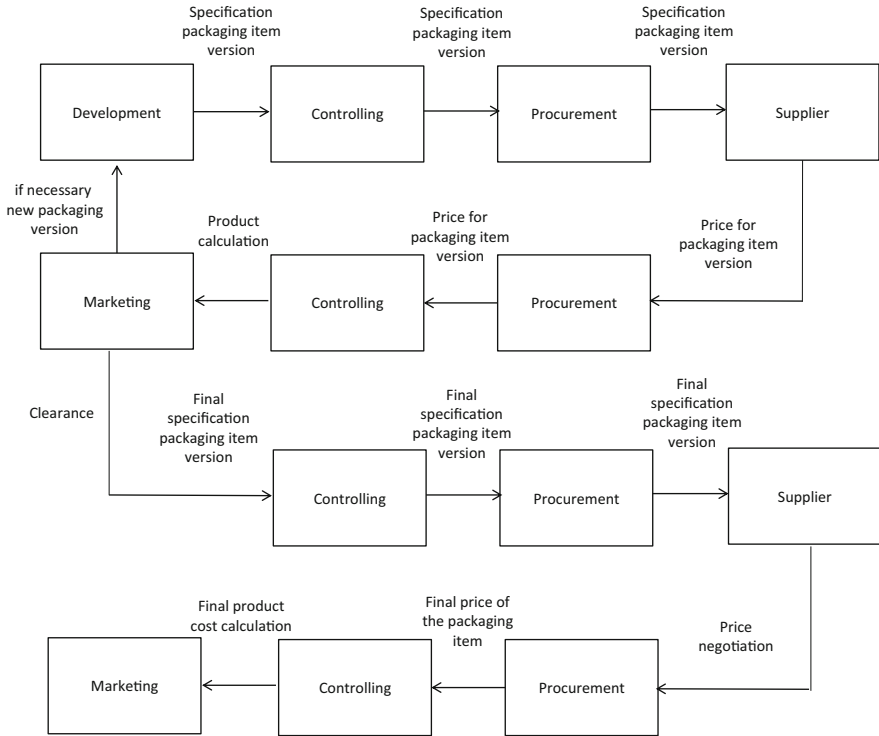 Specification
packaging item
version
Specification
packaging item
version
Specification
packaging item
version
Development
Controlling
Procurement
Supplier
if necessary
new packaging
version
Product
calculation
Price for
packaging item
version
Price for
packaging item
version
Marketing
Controlling
Procurement
Clearance
Final
specification
packaging item
version
Final
specification
packaging item
version
Final
specification
packaging item
version
Controlling
Procurement
Supplier
Final product
cost calculation
Final price of
the packaging
item
Price
negotiation
Marketing
Controlling
Procurement